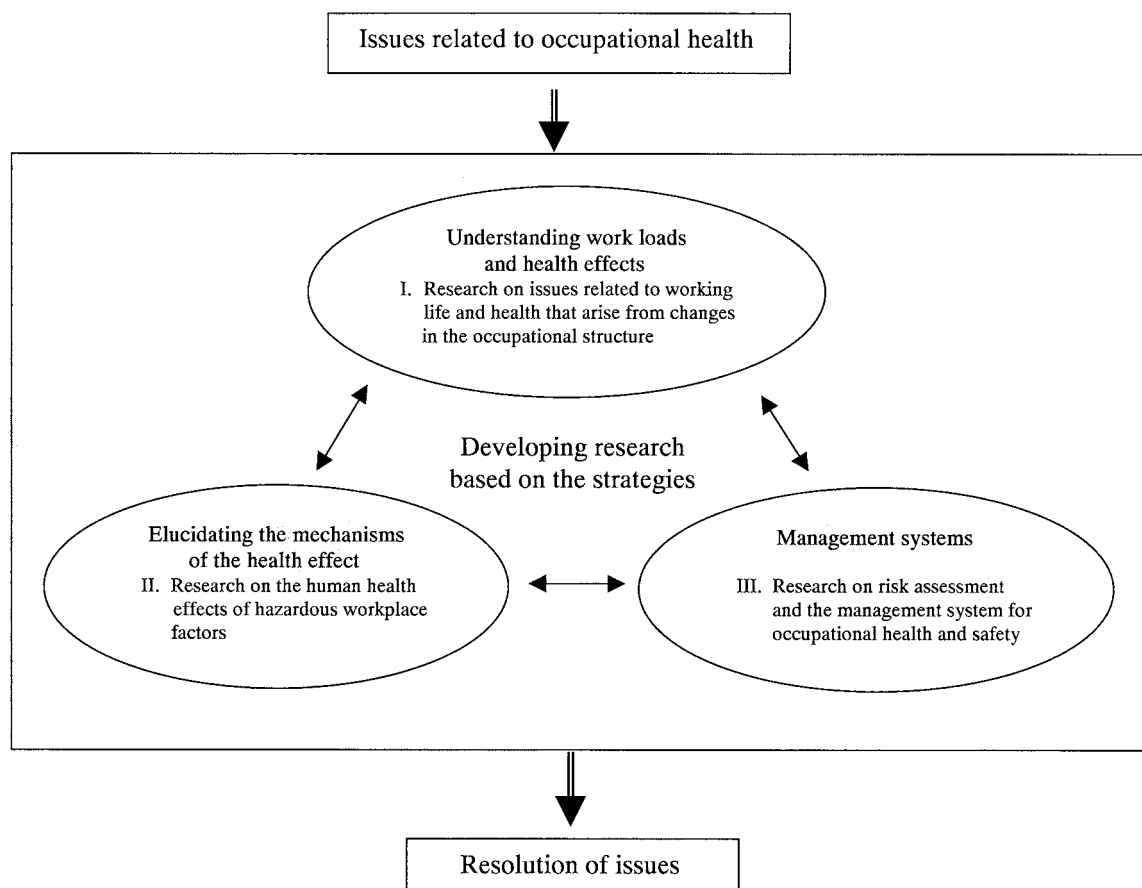 Issues related to occupational health
Understanding work loads
and health effects
I. Research on issues related to working
life and health that arise from changes
in the occupational structure
Developing research
based on the strategies
Elucidating the mechanisms
of the health effect
II. Research on the human health
effects of hazardous workplace
factors
Management systems
III. Research on risk assessment
and the management system for
occupational health and safety
Resolution of issues